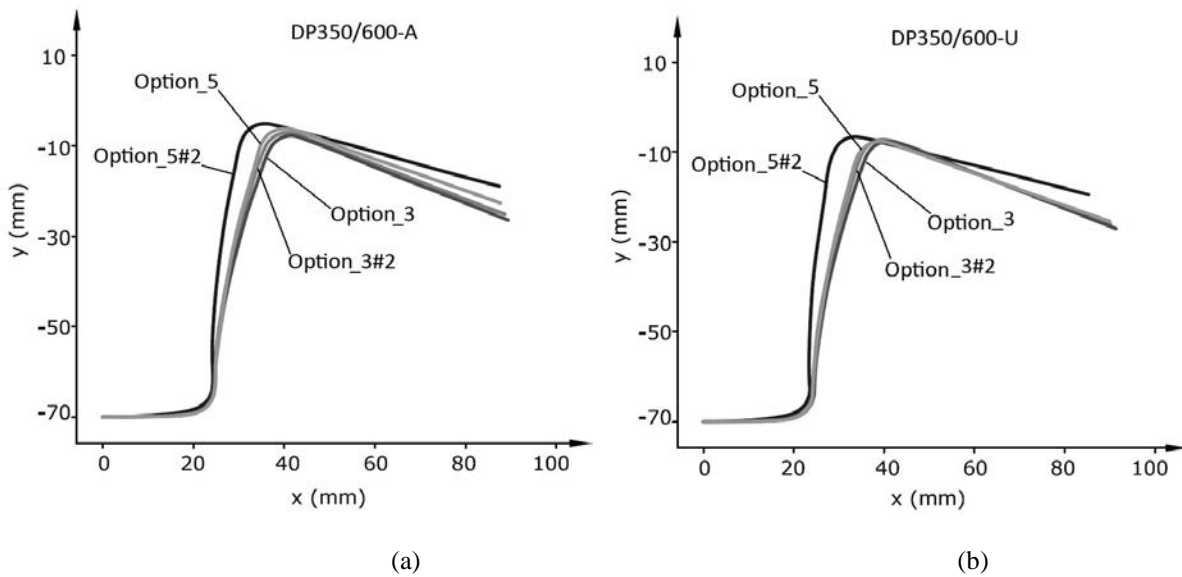 DP350/600-A
10
-10
-30
-50
-70
y (mm)
Option_5
Option_5#2
Option_3
Option_3#2
0
20
40
60
80
100
x (mm)
(a)
DP350/600-U
10
-10
-30
-50
-70
y (mm)
Option_5
Option_5#2
Option_3
Option_3#2
0
20
40
60
80
100
x (mm)
(b)